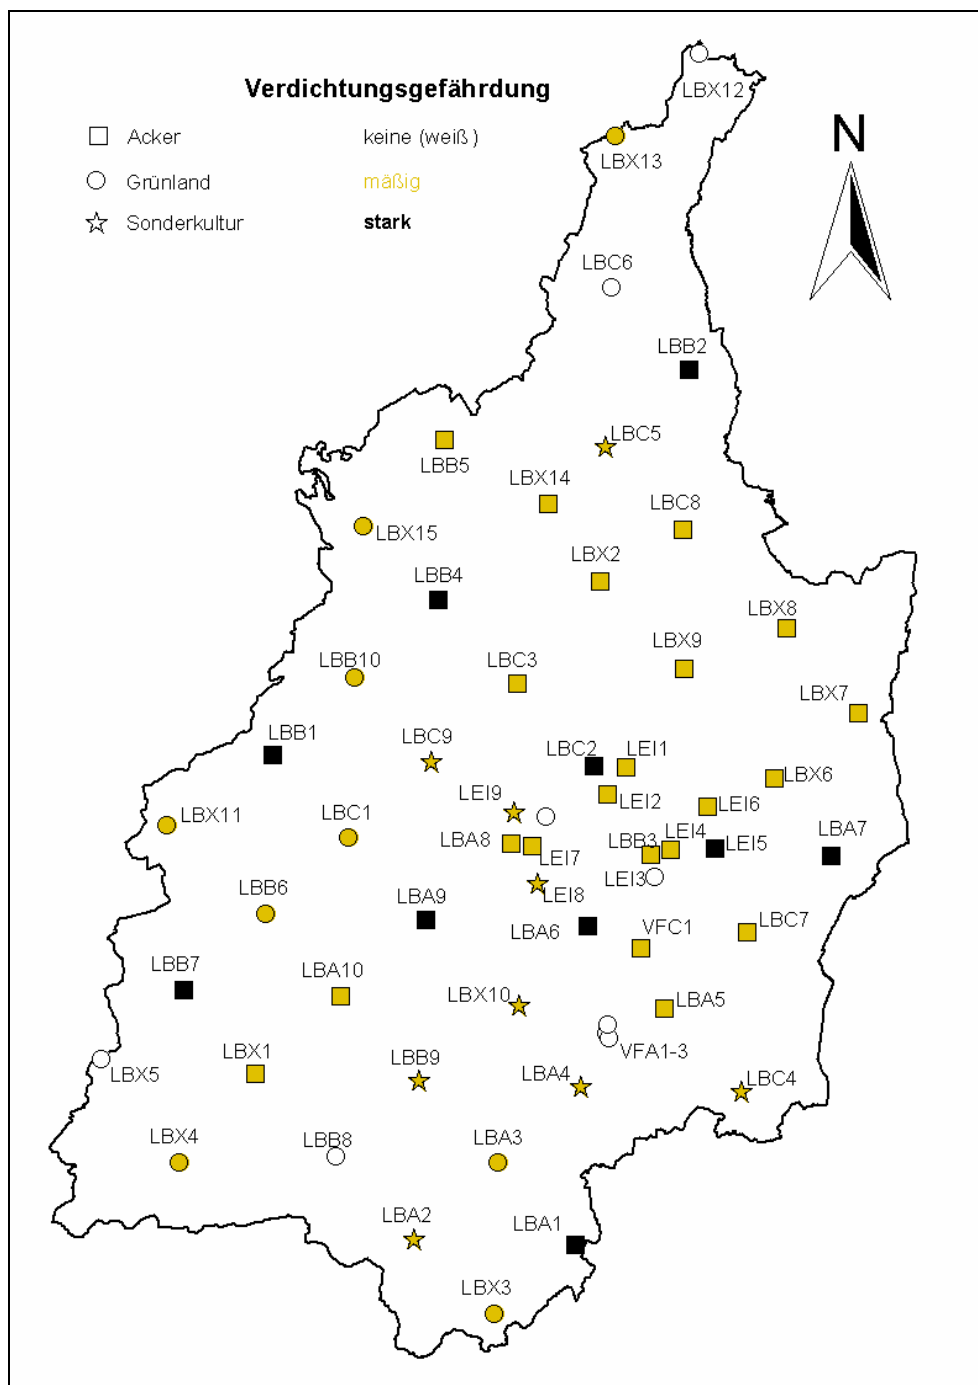 Verdichtungsgefährdung
Acker keine (weiß)
Grünland mäßig
Sonderkultur stark
N
LBX12
LBX13
LBC6
LBB2
LBC5
LBB5
LBX14
LBC8
LBX15
LBX2
LBB4
LBX8
LBX9
LBB10
LBC3
LBX7
LBB1
LBC9
LBC2
LEI1
LBX6
LEI9
LEI2
LEI6
LBX11
LBC1
LBA8
LBB3
LEI4
LEI5
LBA7
LEI7
LEI3
LBB6
LBA9
LEI8
LBA6
VFC1
LBC7
LBB7
LBA10
LBX10
LBA5
VFA1-3
LBX5
LBX1
LBB9
LBA4
LBC4
LBX4
LBB8
LBA3
LBA2
LBA1
LBX3